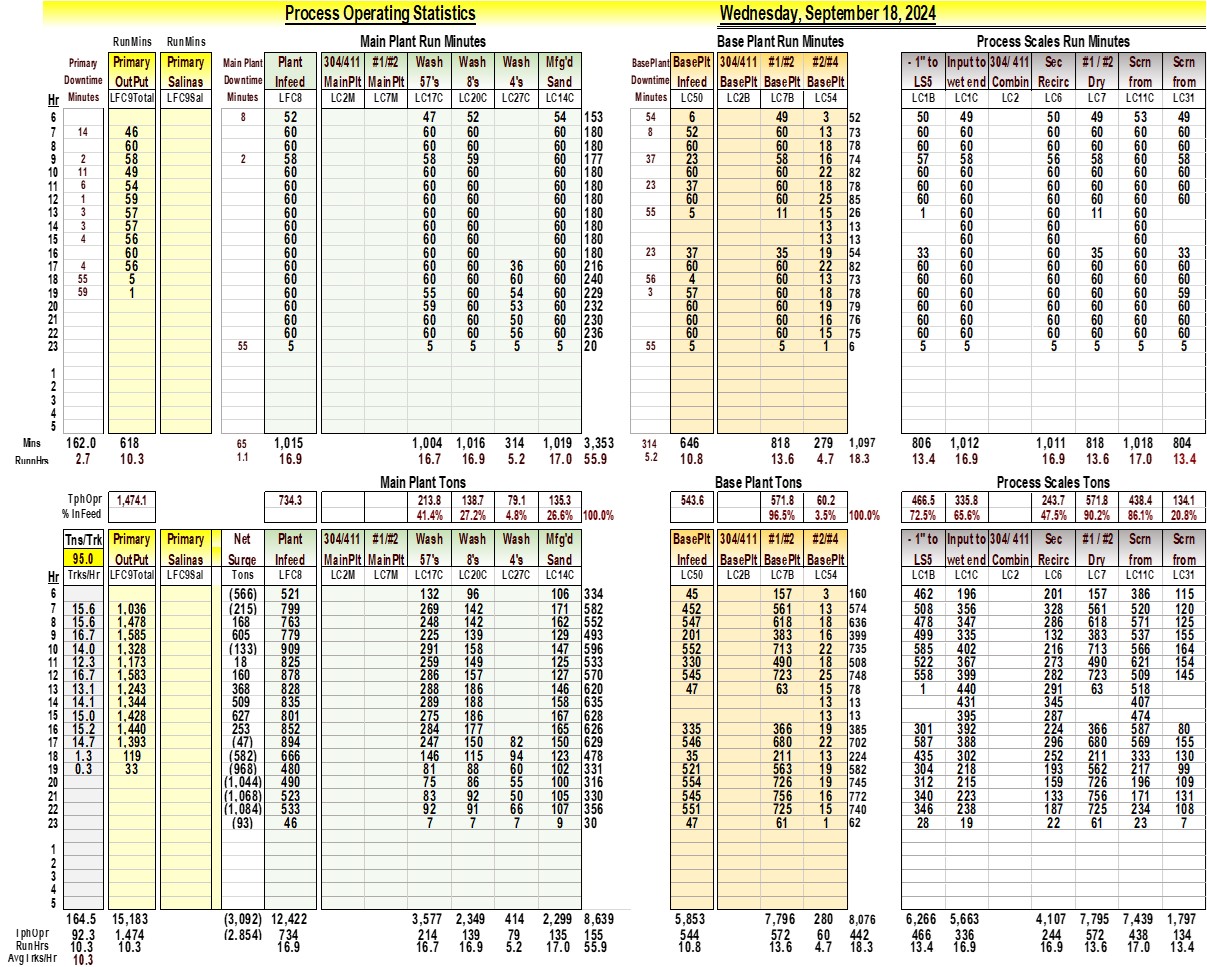 Process Operating Statistics Wednesday, September 18, 2024
RunMins RunMins Main Plant Run Minutes Base Plant Run Minutes Process Scales Run Minutes
Primary Primary Primary Main Plant Plant 304/411 #1/#2 Wash Wash Wash Mfg'd BasePlant BasePlt 304/411 #1/#2 #2/#4 - 1" to Input to 304/ 411 Sec #1 / #2 Scrn Scrn
Downtime OutPut Salinas Downtime Infeed MainPlt MainPlt 57's 8's 4's Sand Downtime Infeed BasePlt BasePlt BasePlt LS5 wet end Combin Recirc Dry from from
Hr Minutes LFC9Total LFC9Sal Minutes LFC8 LC2M LC7M LC17C LC20C LC27C LC14C Minutes LC50 LC2B LC7B LC54 LC1B LC1C LC2 LC6 LC7 LC11C LC31
6 8 52 47 52 54 153 54 6 49 3 52 50 49 50 49 53 49
7 14 46 60 60 60 60 180 8 52 60 13 73 60 60 60 60 60 60
8 60 60 60 60 60 180 60 60 18 78 60 60 60 60 60 60
9 2 58 2 58 58 59 60 177 37 23 58 16 74 57 58 56 58 60 58
10 11 49 60 60 60 60 180 60 60 22 82 60 60 60 60 60 60
11 6 54 60 60 60 60 180 23 37 60 18 78 60 60 60 60 60 60
12 1 59 60 60 60 60 180 60 60 25 85 60 60 60 60 60 60
13 3 57 60 60 60 60 180 55 5 11 15 26 1 60 60 11 60
14 3 57 60 60 60 60 180 13 13 60 60 60
15 4 56 60 60 60 60 180 13 13 60 60 60
16 60 60 60 60 60 180 23 37 35 19 54 33 60 60 35 60 33
17 4 56 60 60 60 36 60 216 60 60 22 82 60 60 60 60 60 60
18 55 5 60 60 60 60 60 240 56 4 60 13 73 60 60 60 60 60 60
19 59 1 60 55 60 54 60 229 3 57 60 18 78 60 60 60 60 60 59
20 60 59 60 53 60 232 60 60 19 79 60 60 60 60 60 60
21 60 60 60 50 60 230 60 60 16 76 60 60 60 60 60 60
22 60 60 60 56 60 236 60 60 15 75 60 60 60 60 60 60
23 55 5 5 5 5 5 20 55 5 5 1 6 5 5 5 5 5 5
1
2
3
4
5
Mins 162.0 618 65 1,015 1,004 1,016 314 1,019 3,353 314 646 818 279 1,097 806 1,012 1,011 818 1,018 804
RunnHrs 2.7 10.3 1.1 16.9 16.7 16.9 5.2 17.0 55.9 5.2 10.8 13.6 4.7 18.3 13.4 16.9 16.9 13.6 17.0 13.4
Main Plant Tons Base Plant Tons Process Scales Tons
TphOpr 1,474.1 734.3 213.8 138.7 79.1 135.3 543.6 571.8 60.2 466.5 335.8 243.7 571.8 438.4 134.1
% InFeed 41.4% 27.2% 4.8% 26.6% 100.0% 96.5% 3.5% 100.0% 72.5% 65.6% 47.5% 90.2% 86.1% 20.8%
Tns/Trk Primary Primary Net Plant 304/411 #1/#2 Wash Wash Wash Mfg'd BasePlt 304/411 #1/#2 #2/#4 - 1" to Input to 304/ 411 Sec #1 / #2 Scrn Scrn
95.0 OutPut Salinas Surge Infeed MainPlt MainPlt 57's 8's 4's Sand Infeed BasePlt BasePlt BasePlt LS5 wet end Combin Recirc Dry from from
Hr Trks/Hr LFC9Total LFC9Sal Tons LFC8 LC2M LC7M LC17C LC20C LC27C LC14C LC50 LC2B LC7B LC54 LC1B LC1C LC2 LC6 LC7 LC11C LC31
6 (566) 521 132 96 106 334 45 157 3 160 462 196 201 157 386 115
7 15.6 1,036 (215) 799 269 142 171 582 452 561 13 574 508 356 328 561 520 120
8 15.6 1,478 168 763 248 142 162 552 547 618 18 636 478 347 286 618 571 125
9 16.7 1,585 605 779 225 139 129 493 201 383 16 399 499 335 132 383 537 155
10 14.0 1,328 (133) 909 291 158 147 596 552 713 22 735 585 402 216 713 566 164
11 12.3 1,173 18 825 259 149 125 533 330 490 18 508 522 367 273 490 621 154
12 16.7 1,583 160 878 286 157 127 570 545 723 25 748 558 399 282 723 509 145
13 13.1 1,243 368 828 288 186 146 620 47 63 15 78 1 440 291 63 518
14 14.1 1,344 509 835 289 188 158 635 13 13 431 345 407
15 15.0 1,428 627 801 275 186 167 628 13 13 395 287 474
16 15.2 1,440 253 852 284 177 165 626 335 366 19 385 301 392 224 366 587 80
17 14.7 1,393 (47) 894 247 150 82 150 629 546 680 22 702 587 388 296 680 569 155
18 1.3 119 (582) 666 146 115 94 123 478 35 211 13 224 435 302 252 211 333 130
19 0.3 33 (968) 480 81 88 60 102 331 521 563 19 582 304 218 193 562 217 99
20 (1,044) 490 75 86 55 100 316 554 726 19 745 312 215 159 726 196 109
21 (1,068) 523 83 92 50 105 330 545 756 16 772 340 223 133 756 171 131
22 (1,084) 533 92 91 66 107 356 551 725 15 740 346 238 187 725 234 108
23 (93) 46 7 7 7 9 30 47 61 1 62 28 19 22 61 23 7
1
2
3
4
5
164.5 15,183 (3,092) 12,422 3,577 2,349 414 2,299 8,639 5,853 7,796 280 8,076 6,266 5,663 4,107 7,795 7,439 1,797
TphOpr 92.3 1,474 (2,854) 734 214 139 79 135 155 544 572 60 442 466 336 244 572 438 134
RunHrs 10.3 10.3 16.9 16.7 16.9 5.2 17.0 55.9 10.8 13.6 4.7 18.3 13.4 16.9 16.9 13.6 17.0 13.4
AvgTrks/Hr 10.3